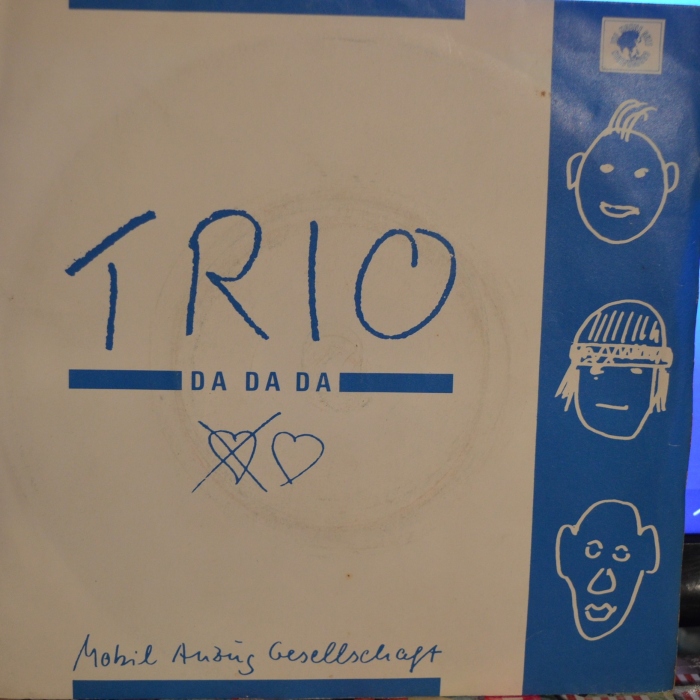 TRIO
DA DA DA
Mobil Anzug Gesellschaft